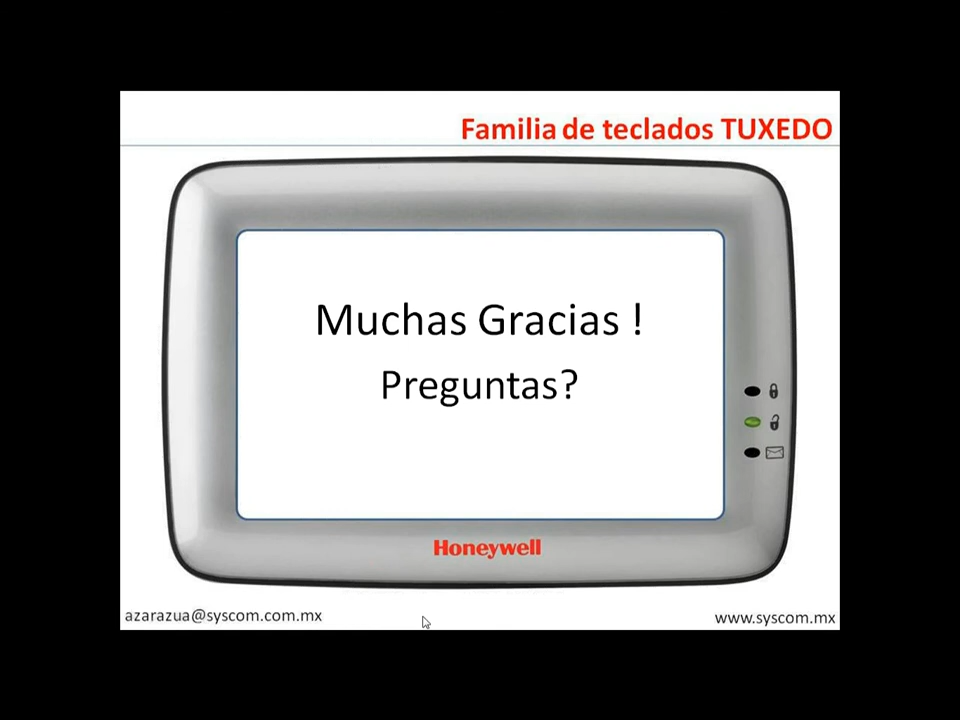 Familia de teclados TUXEDO
Muchas Gracias !
Preguntas?
Honeywell
azarazua@syscom.com.mx
www.syscom.mx